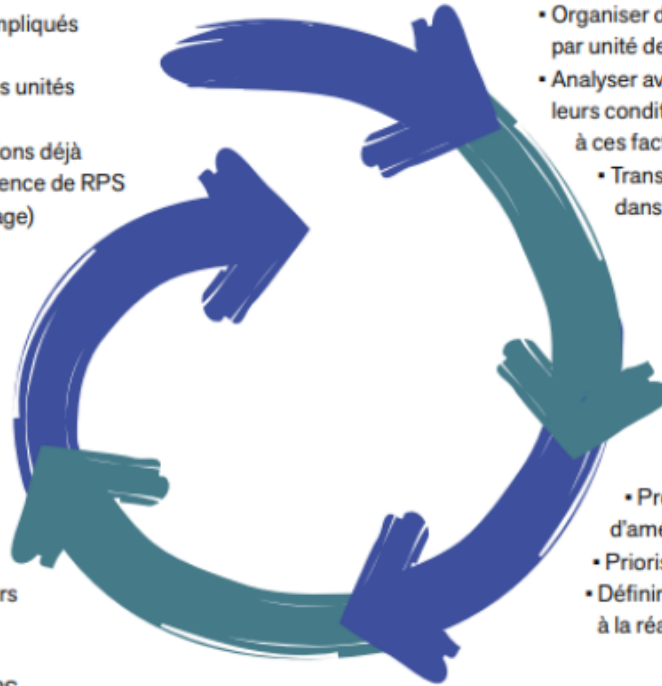 mpliqués
s unités
ons déjà
ence de RPS
age)
▪ Organiser d
par unité de
▪ Analyser av
leurs condit
à ces fact
▪ Trans
dans
▪ Pr
d'amé
▪ Prioris
▪ Définir
à la réa
rs